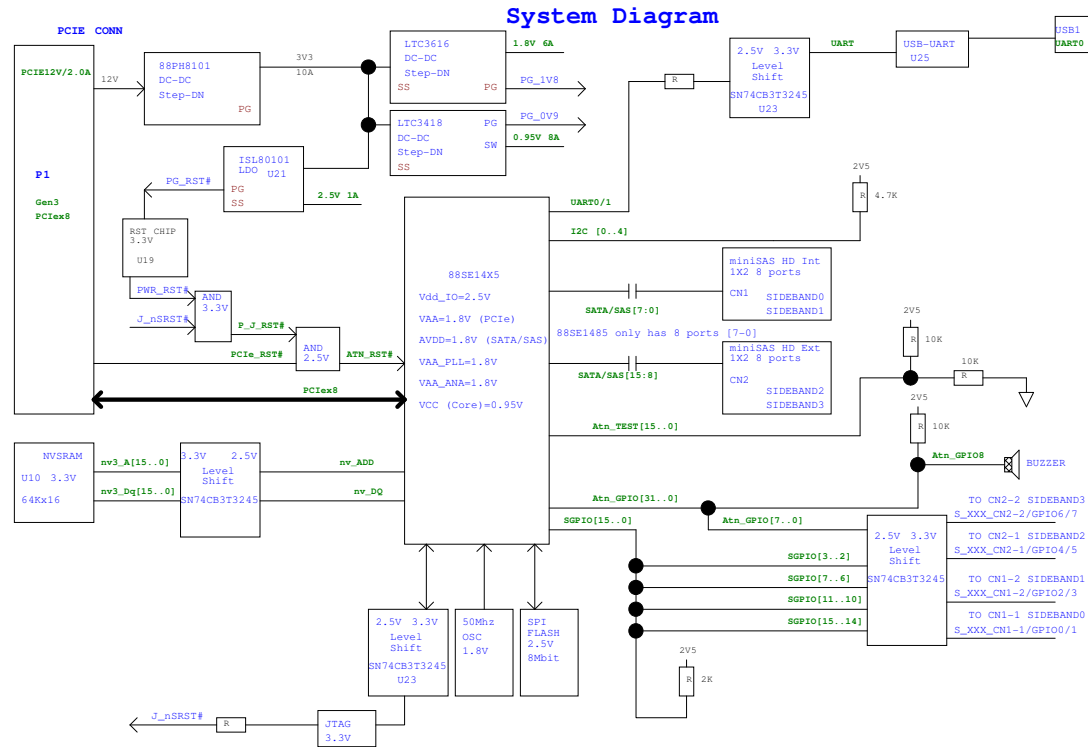 System Diagram
PCIE CONN
PCIE12V/2.0A
12V
P1
Gen3
PCIex8
88PH8101
DC-DC
Step-DN
PG
3V3
10A
LTC3616
DC-DC
Step-DN
SS PG
1.8V 6A
PG_1V8
LTC3418 PG
DC-DC
Step-DN SW
SS
PG_0V9
0.95V 8A
ISL80101
LDO U21
PG
SS
PG_RST#
2.5V 1A
RST CHIP
3.3V
U19
PWR_RST#
J_nSRST#
AND
3.3V
P_J_RST#
PCIe_RST#
AND
2.5V
ATN_RST#
PCIex8
88SE14X5
Vdd_IO=2.5V
VAA=1.8V (PCIe)
AVDD=1.8V (SATA/SAS)
VAA_PLL=1.8V
VAA_ANA=1.8V
VCC (Core)=0.95V
UART0/1
I2C [0..4]
R
2.5V 3.3V
Level
Shift
SN74CB3T3245
U23
UART
USB-UART
U25
USB1
UART0
2V5
R 4.7K
miniSAS HD Int
1X2 8 ports
CN1
SIDEBAND0
SIDEBAND1
SATA/SAS[7:0]
88SE1485 only has 8 ports [7-0]
miniSAS HD Ext
1X2 8 ports
CN2
SIDEBAND2
SIDEBAND3
SATA/SAS[15:8]
2V5
R
10K
10K
R
Atn_TEST[15..0]
2V5
R 10K
Atn_GPIO8
BUZZER
NVSRAM
U10 3.3V
64Kx16
nv3_A[15..0]
nv3_Dq[15..0]
3.3V 2.5V
Level
Shift
SN74CB3T3245
nv_ADD
nv_DQ
Atn_GPIO[31..0]
SGPIO[15..0]
Atn_GPIO[7..0]
SGPIO[3..2]
SGPIO[7..6]
SGPIO[11..10]
SGPIO[15..14]
2.5V 3.3V
Level
Shift
SN74CB3T3245
TO CN2-2 SIDEBAND3
S_XXX_CN2-2/GPIO6/7
TO CN2-1 SIDEBAND2
S_XXX_CN2-1/GPIO4/5
TO CN1-2 SIDEBAND1
S_XXX_CN1-2/GPIO2/3
TO CN1-1 SIDEBAND0
S_XXX_CN1-1/GPIO0/1
2V5
R 2K
2.5V 3.3V
Level
Shift
SN74CB3T3245
U23
50Mhz
OSC
1.8V
SPI
FLASH
2.5V
8Mbit
J_nSRST#
R
JTAG
3.3V